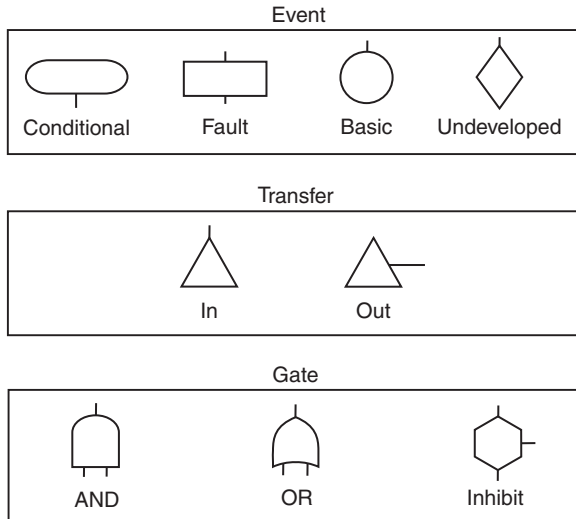 Event
Conditional Fault Basic Undeveloped
Transfer
In Out
Gate
AND OR Inhibit